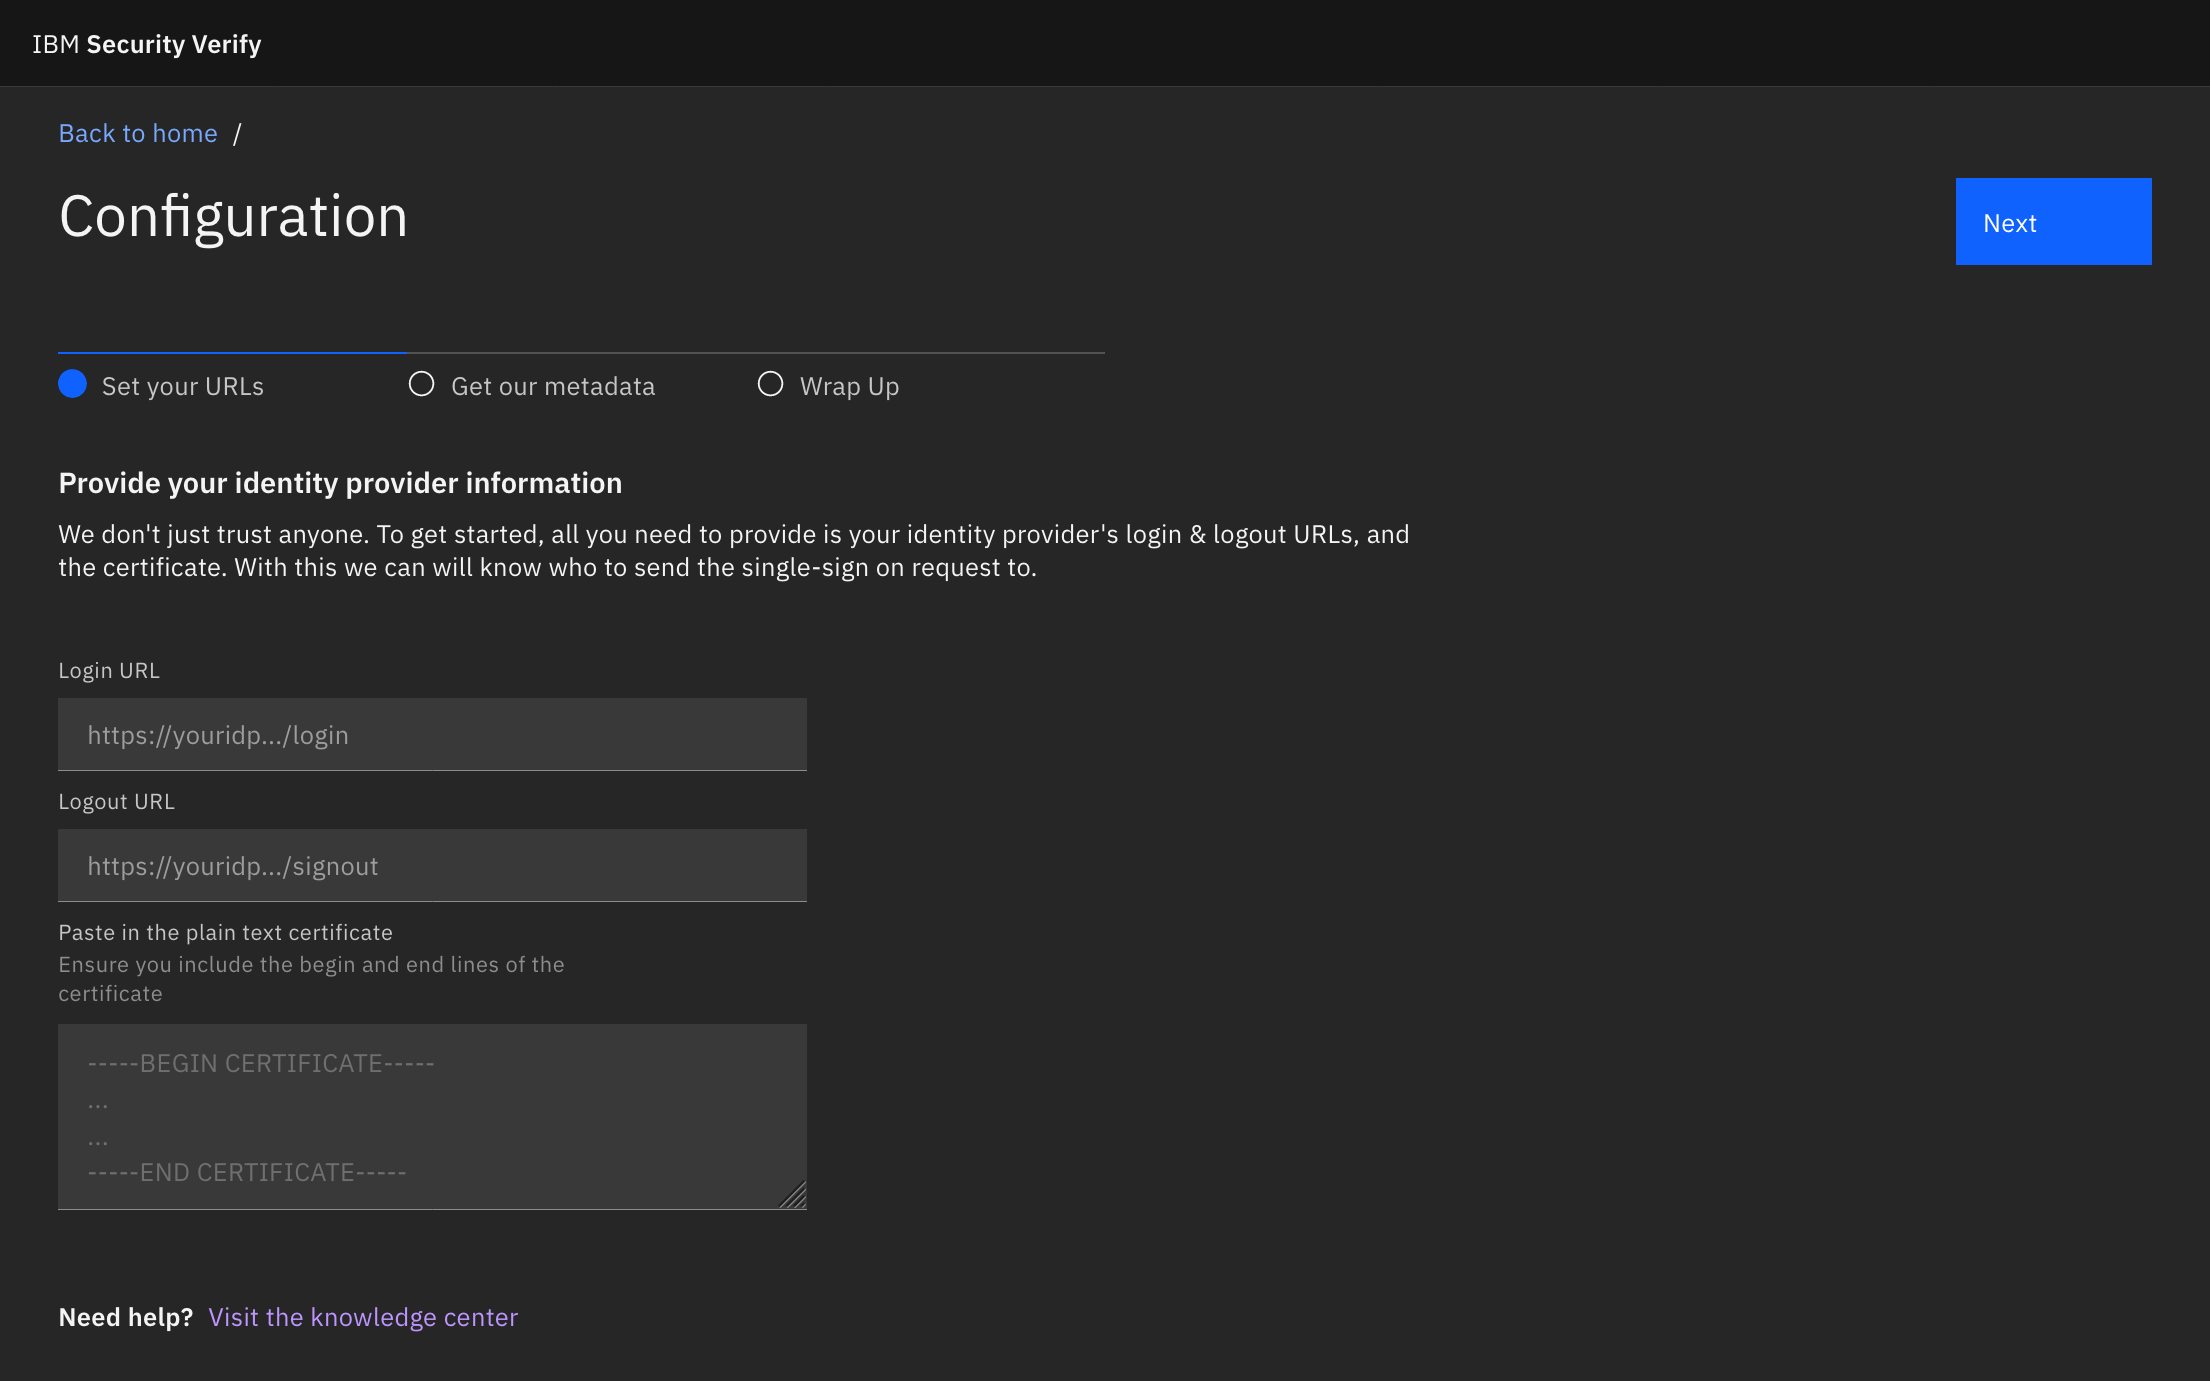 IBM Security Verify
Back to home /
Configuration
Next
Set your URLs
Get our metadata
Wrap Up
Provide your identity provider information
We don't just trust anyone. To get started, all you need to provide is your identity provider's login & logout URLs, and
the certificate. With this we can will know who to send the single-sign on request to.
Login URL
https://youridp.../login
Logout URL
https://youridp.../signout
Paste in the plain text certificate
Ensure you include the begin and end lines of the
certificate
-----BEGIN CERTIFICATE-----
...
...
-----END CERTIFICATE-----
Need help? Visit the knowledge center